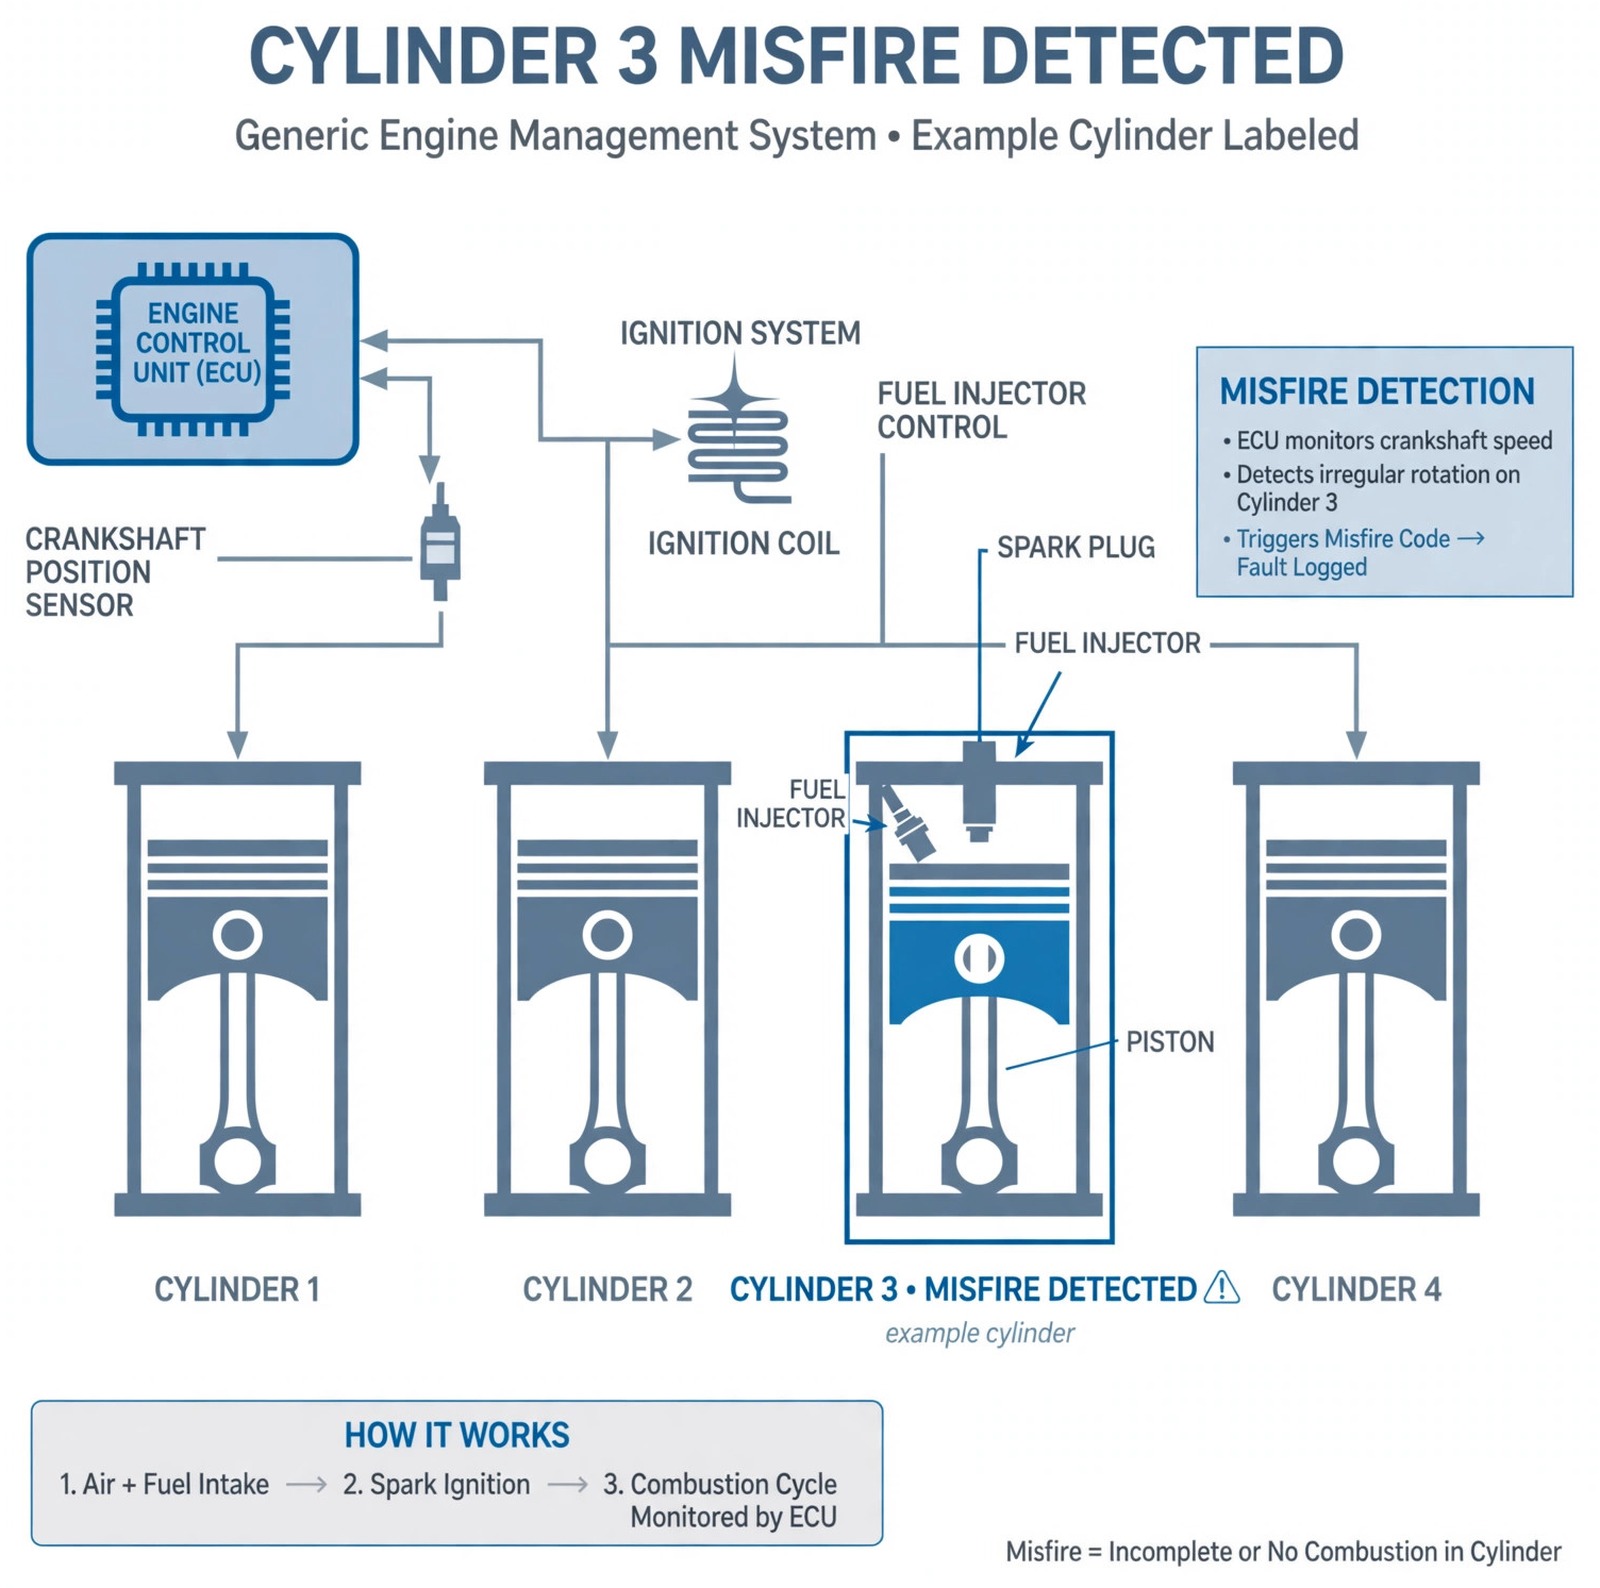 CYLINDER 3 MISFIRE DETECTED
Generic Engine Management System • Example Cylinder Labeled
ENGINE
CONTROL
UNIT (ECU)
IGNITION SYSTEM
IGNITION COIL
FUEL INJECTOR
CONTROL
MISFIRE DETECTION
• ECU monitors crankshaft speed
• Detects irregular rotation on
Cylinder 3
• Triggers Misfire Code →
Fault Logged
CRANKSHAFT
POSITION
SENSOR
SPARK PLUG
FUEL INJECTOR
FUEL
INJECTOR
PISTON
CYLINDER 1
CYLINDER 2
CYLINDER 3 • MISFIRE DETECTED
example cylinder
CYLINDER 4
HOW IT WORKS
1. Air + Fuel Intake → 2. Spark Ignition → 3. Combustion Cycle
Monitored by ECU
Misfire = Incomplete or No Combustion in Cylinder